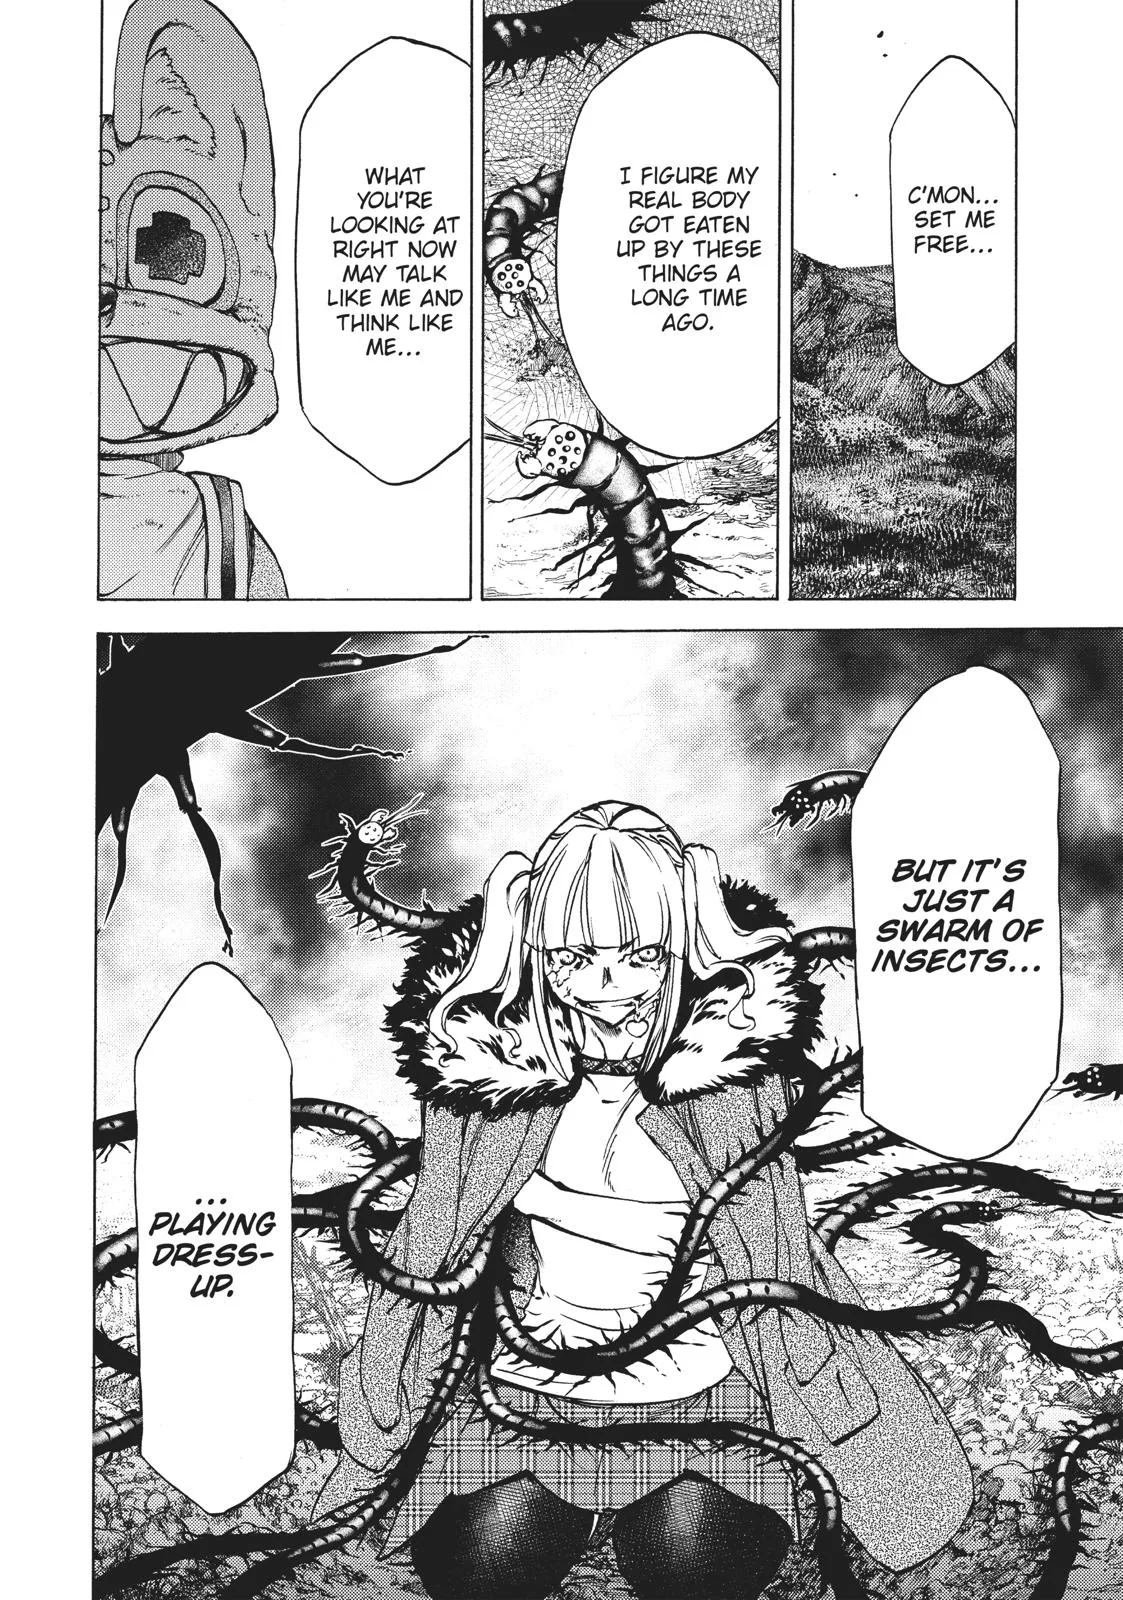 C'MON...
SET ME
FREE...
I FIGURE MY
REAL BODY
GOT EATEN
UP BY THESE
THINGS A
LONG TIME
AGO.
WHAT
YOU'RE
LOOKING AT
RIGHT NOW
MAY TALK
LIKE ME AND
THINK LIKE
ME...
BUT IT'S
JUST A
SWARM OF
INSECTS...
...
PLAYING
DRESS-
UP.